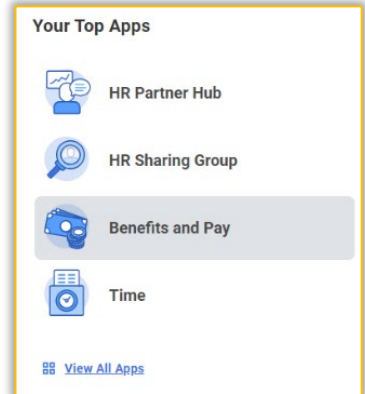 Your Top Apps
HR Partner Hub
HR Sharing Group
Benefits and Pay
Time
View All Apps